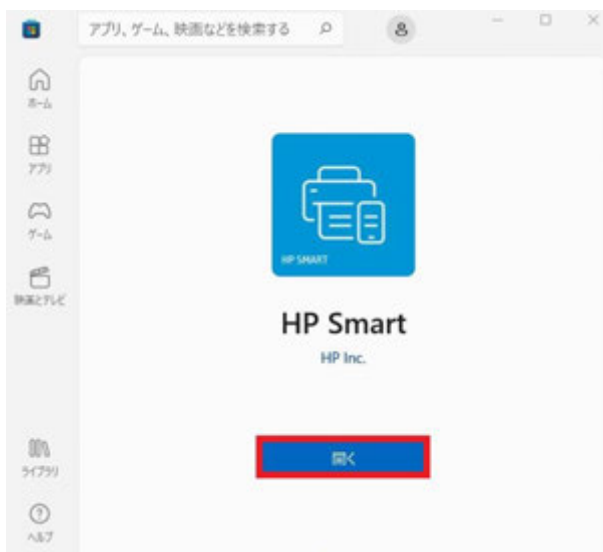 アプリ、ゲーム、映画などを検索する
ホーム
アプリ
ゲーム
映画とテレビ
HP SMART
HP Smart
HP Inc.
開く
ライブラリ
ヘルプ